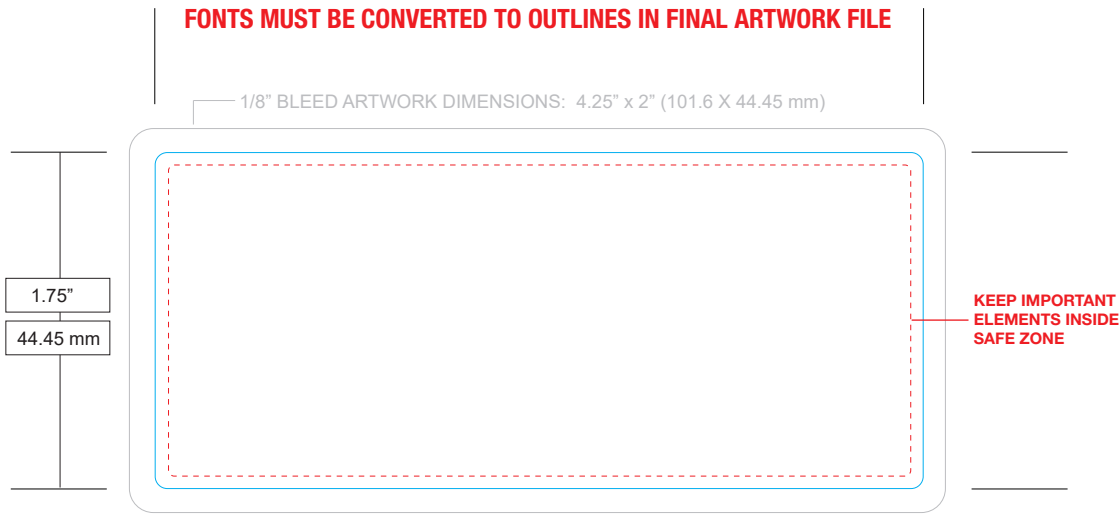 FONTS MUST BE CONVERTED TO OUTLINES IN FINAL ARTWORK FILE
1/8” BLEED ARTWORK DIMENSIONS:  4.25” x 2” (101.6 X 44.45 mm)
1.75”
44.45 mm
KEEP IMPORTANT
ELEMENTS INSIDE
SAFE ZONE